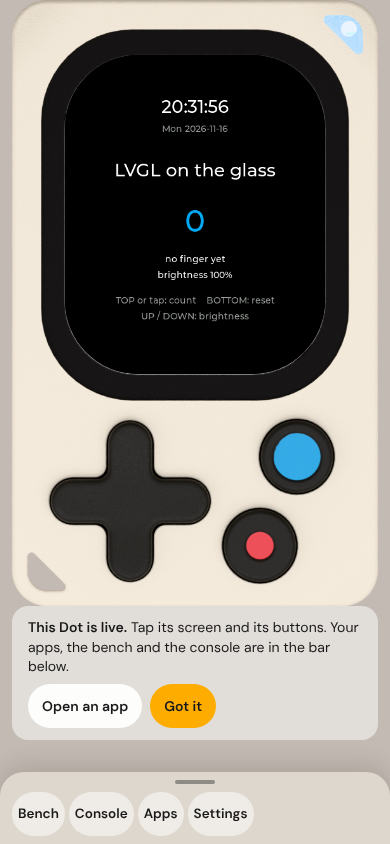 20:31:56
Mon 2026-11-16
LVGL on the glass
0
no finger yet
brightness 100%
TOP or tap: count    BOTTOM: reset
UP / DOWN: brightness
This Dot is live. Tap its screen and its buttons. Your
apps, the bench and the console are in the bar
below.
Open an app    Got it
Bench    Console    Apps    Settings